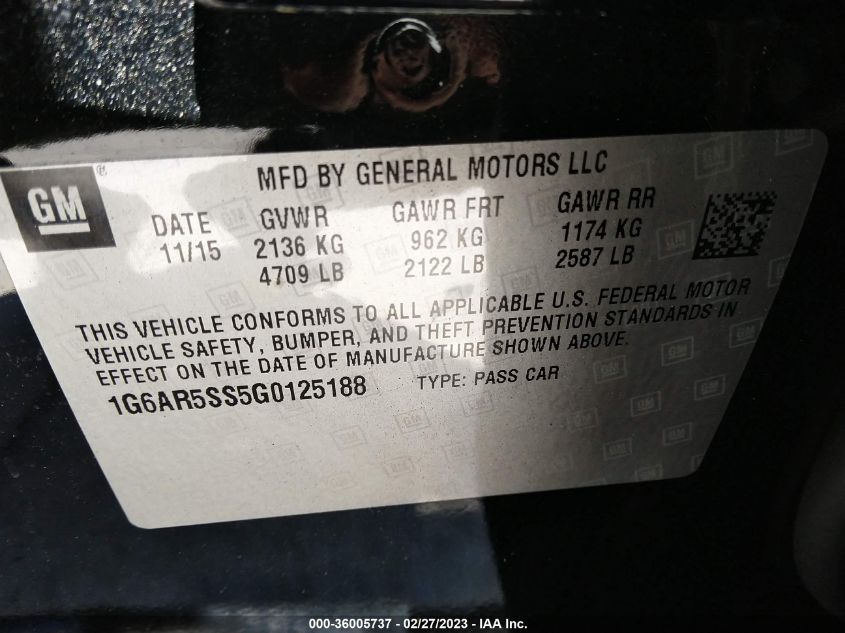 MFD BY GENERAL MOTORS LLC
GM®
DATE GVWR GAWR FRT GAWR RR
11/15 2136 KG 962 KG 1174 KG
4709 LB 2122 LB 2587 LB
THIS VEHICLE CONFORMS TO ALL APPLICABLE U.S. FEDERAL MOTOR
VEHICLE SAFETY, BUMPER, AND THEFT PREVENTION STANDARDS IN
EFFECT ON THE DATE OF MANUFACTURE SHOWN ABOVE.
1G6AR5SS5G0125188 TYPE: PASS CAR
000-36005737 - 02/27/2023 - IAA Inc.